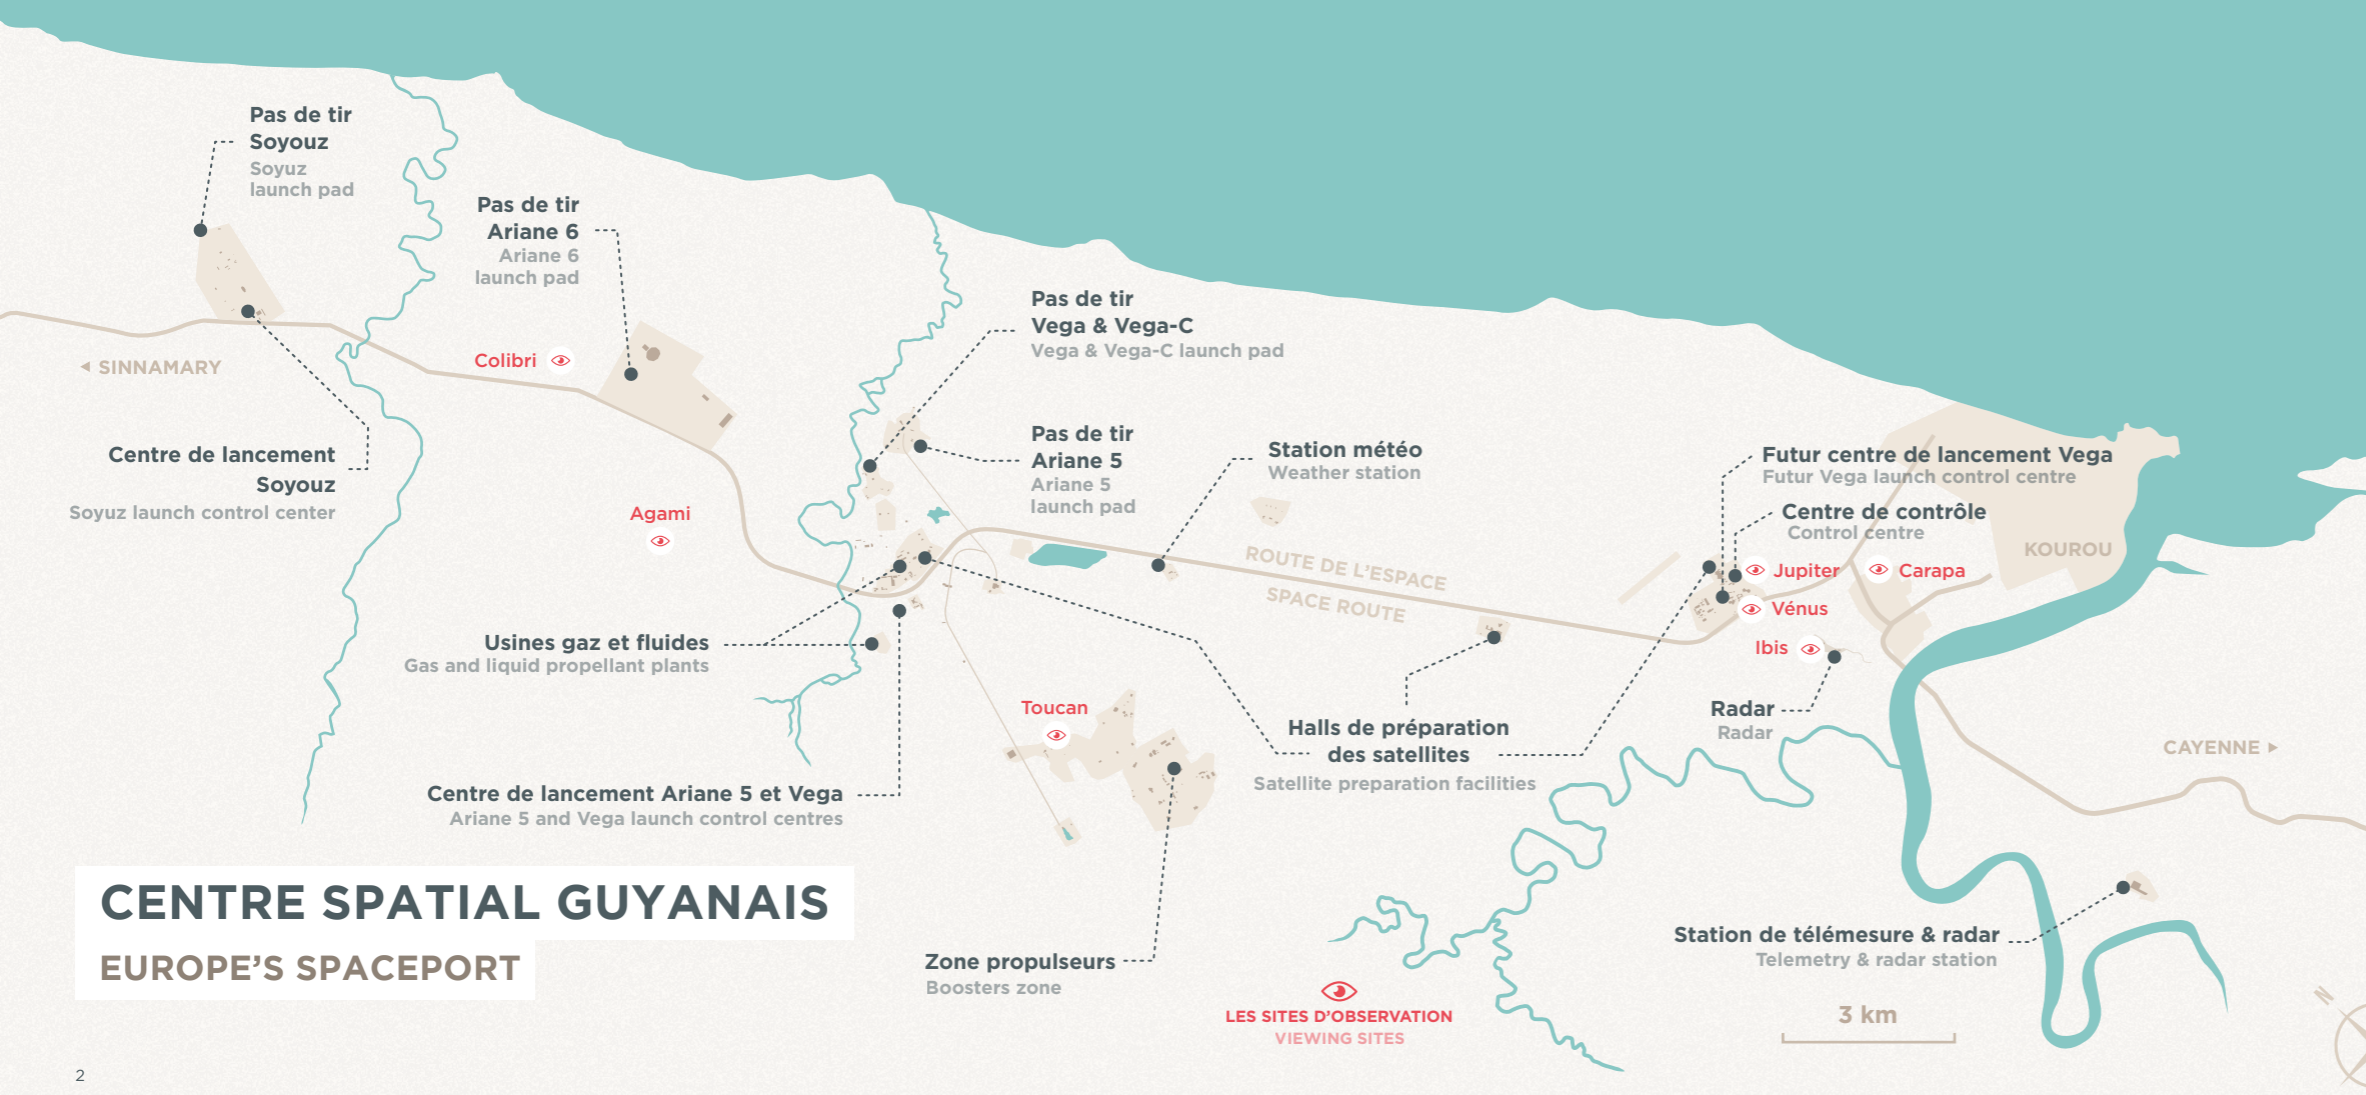 Pas de tir
Soyouz
Soyuz
launch pad
Pas de tir
Ariane 6
Ariane 6
launch pad
Pas de tir
Vega & Vega-C
Vega & Vega-C launch pad
Colibri
◄ SINNAMARY
Pas de tir
Ariane 5
Ariane 5
launch pad
Station météo
Weather station
Futur centre de lancement Vega
Futur Vega launch control centre
Centre de contrôle
Control centre
Centre de lancement
Soyouz
Soyuz launch control center
Agami
KOUROU
ROUTE DE L'ESPACE
SPACE ROUTE
Jupiter
Carapa
Vénus
Ibis
Usines gaz et fluides
Gas and liquid propellant plants
Toucan
Radar
Radar
Halls de préparation
des satellites
Satellite preparation facilities
CAYENNE ►
Centre de lancement Ariane 5 et Vega
Ariane 5 and Vega launch control centres
CENTRE SPATIAL GUYANAIS
EUROPE'S SPACEPORT
Zone propulseurs
Boosters zone
Station de télémesure & radar
Telemetry & radar station
LES SITES D'OBSERVATION
VIEWING SITES
3 km
N
2